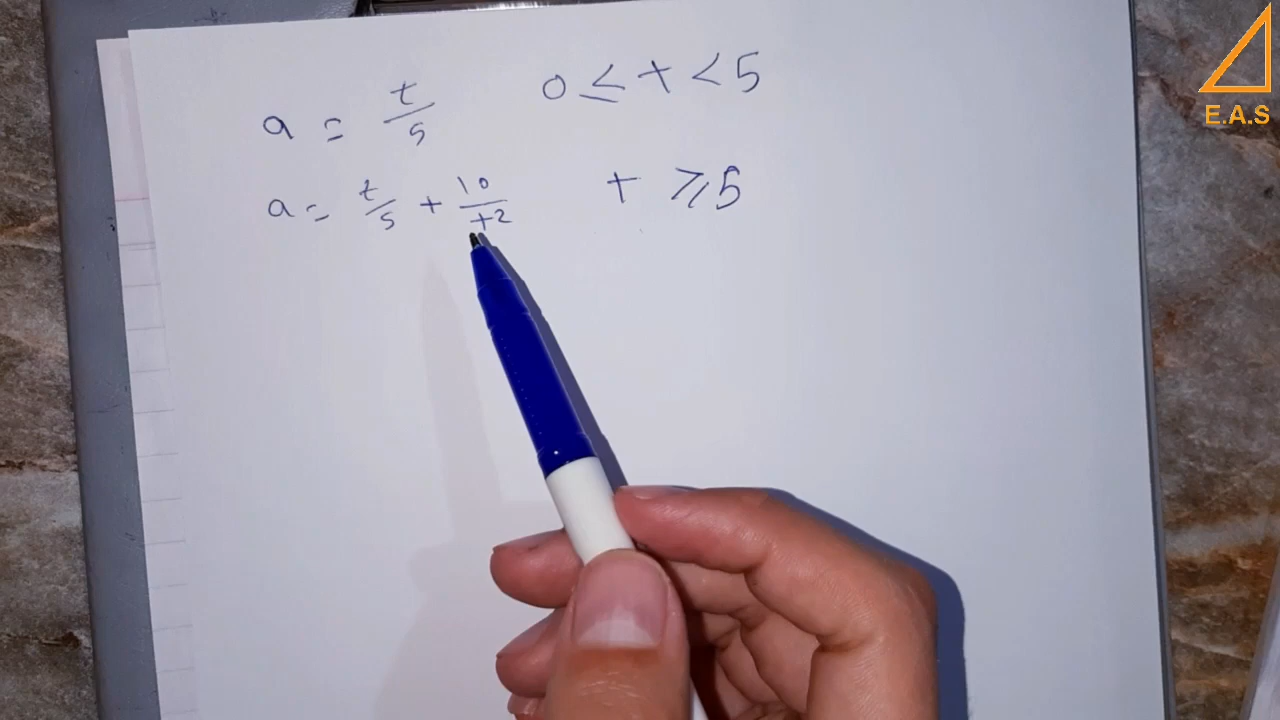 a = t/5 0 ≤ t < 5
a = t/5 + 10/t² t ≥ 5
E.A.S